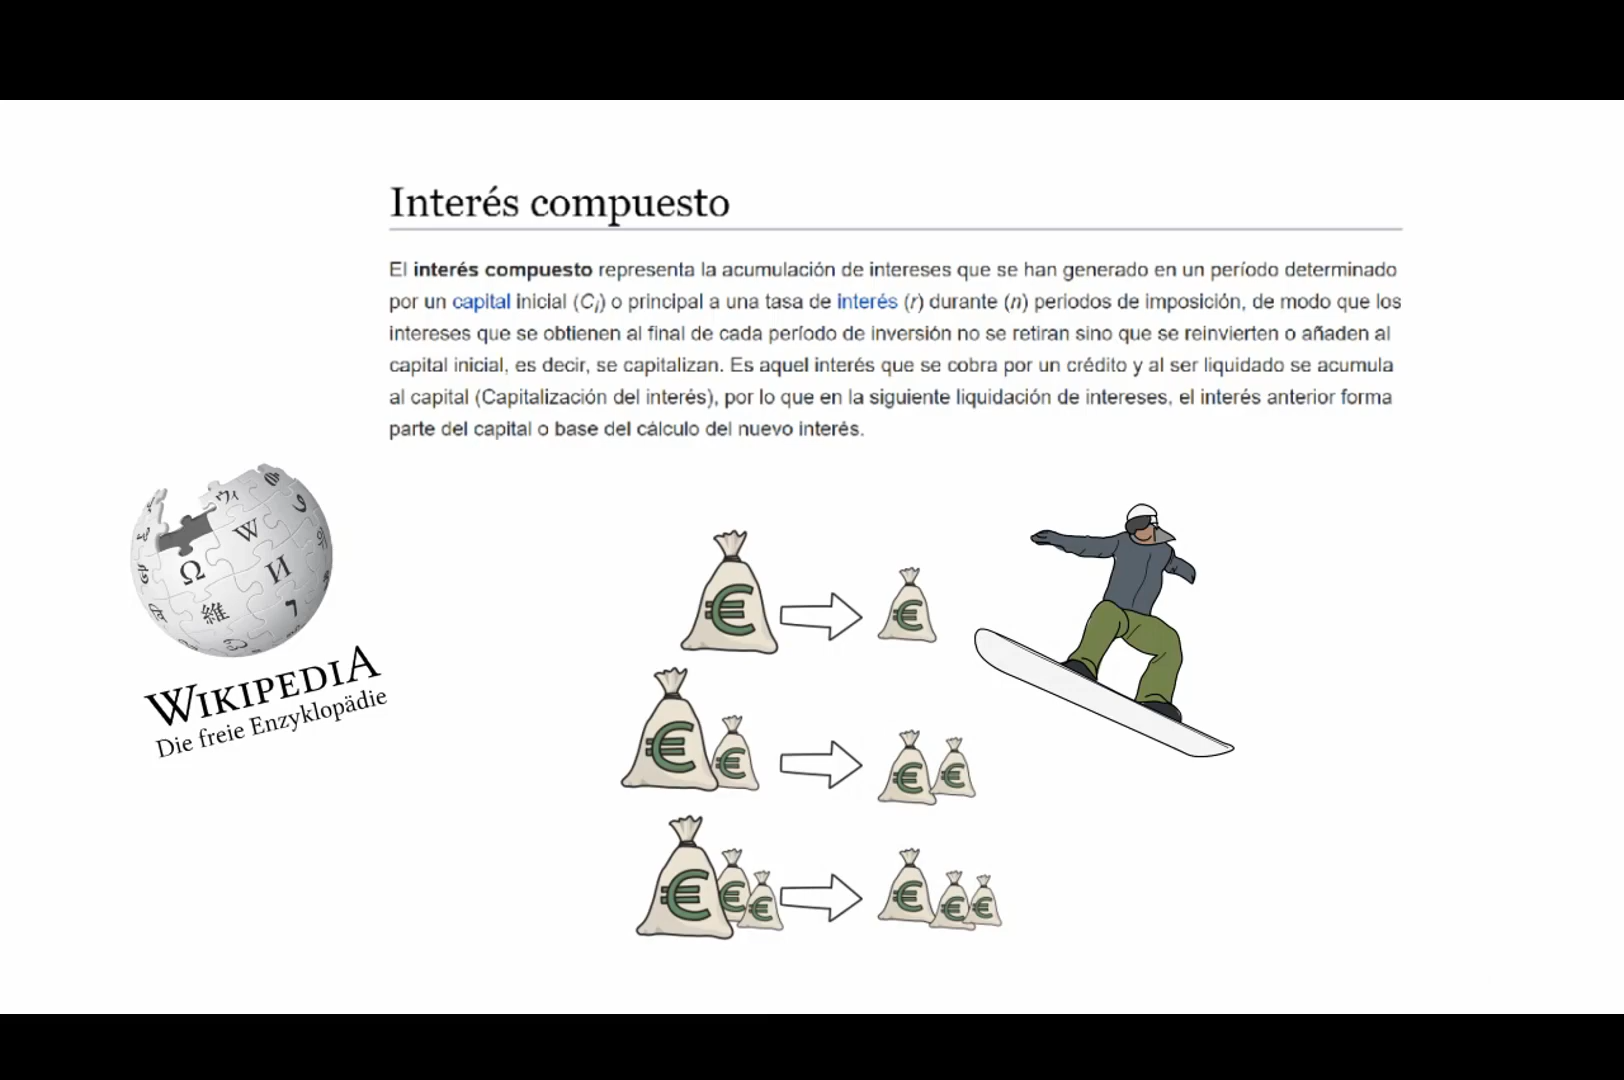 Interés compuesto
El interés compuesto representa la acumulación de intereses que se han generado en un período determinado
por un capital inicial (Ci) o principal a una tasa de interés (r) durante (n) periodos de imposición, de modo que los
intereses que se obtienen al final de cada período de inversión no se retiran sino que se reinvierten o añaden al
capital inicial, es decir, se capitalizan. Es aquel interés que se cobra por un crédito y al ser liquidado se acumula
al capital (Capitalización del interés), por lo que en la siguiente liquidación de intereses, el interés anterior forma
parte del capital o base del cálculo del nuevo interés.
Ω W И 維 ウィ
WIKIPEDIA
Die freie Enzyklopädie
€ €
€ € € €
€ € € € € €